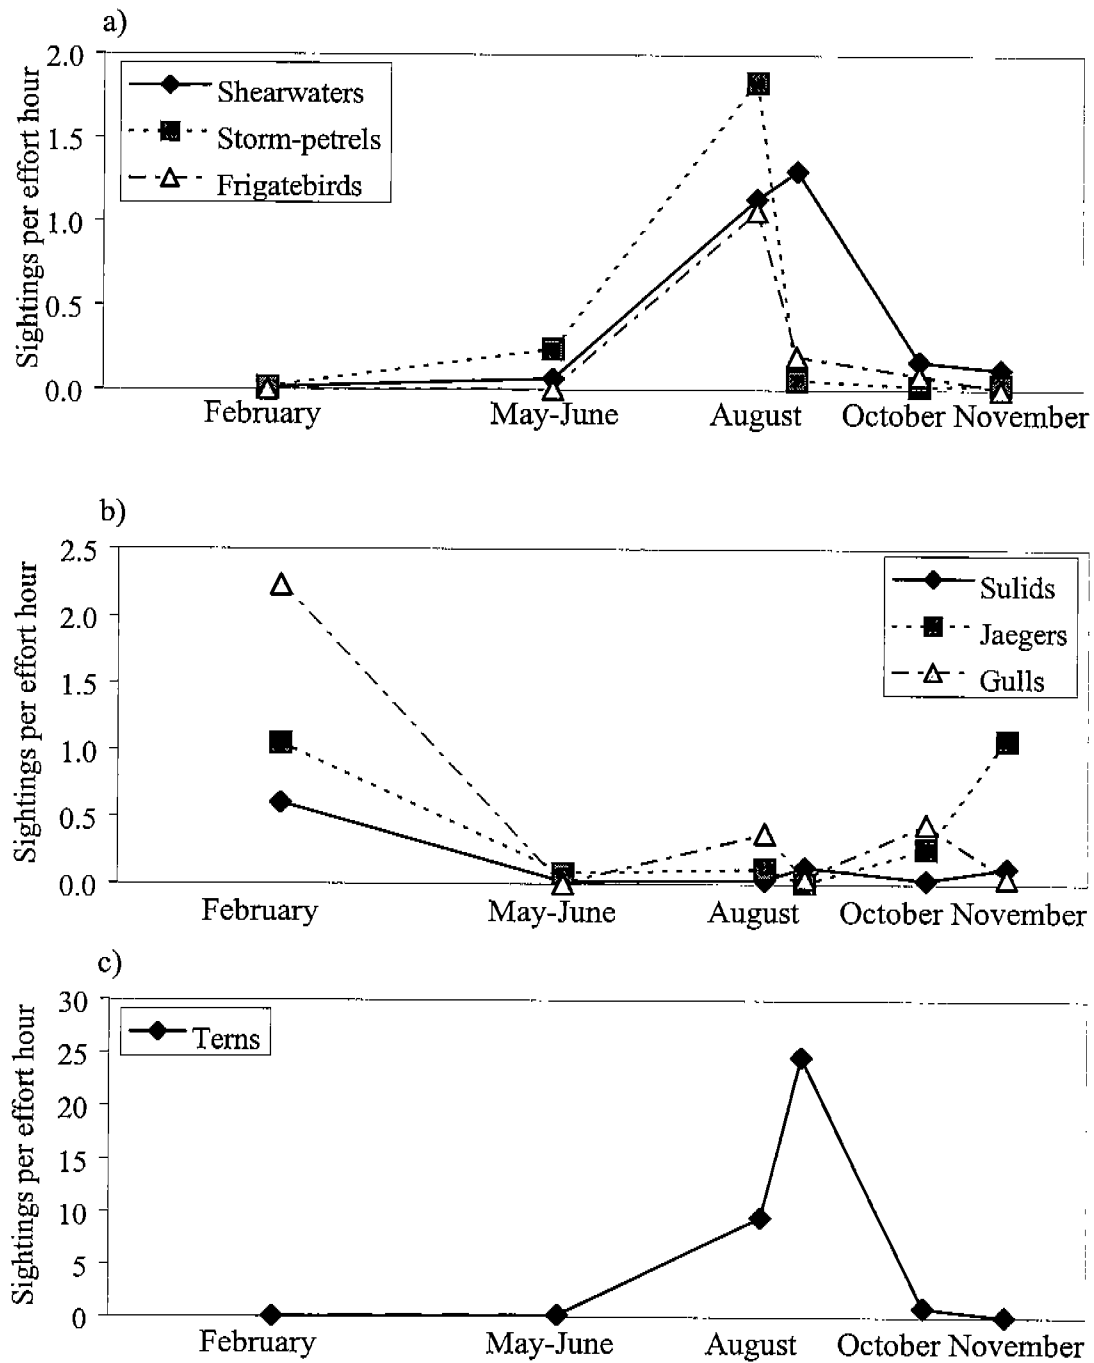 a)
Sightings per effort hour
2.0
1.5
1.0
0.5
0.0
Shearwaters
Storm-petrels
Frigatebirds
February May-June August October November
b)
Sightings per effort hour
2.5
2.0
1.5
1.0
0.5
0.0
Sulids
Jaegers
Gulls
February May-June August October November
c)
Sightings per effort hour
30
25
20
15
10
5
0
Terns
February May-June August October November